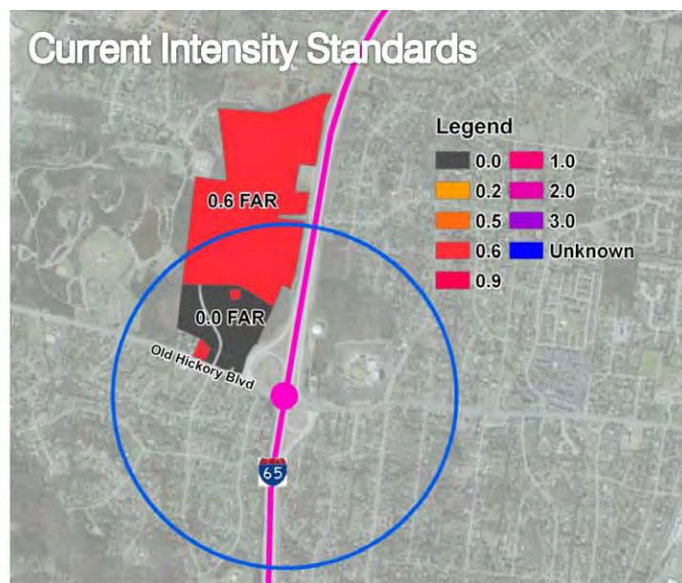 Current Intensity Standards
Legend
0.0
1.0
0.2
2.0
0.5
3.0
0.6
Unknown
0.9
0.6 FAR
0.0 FAR
Old Hickory Blvd
65